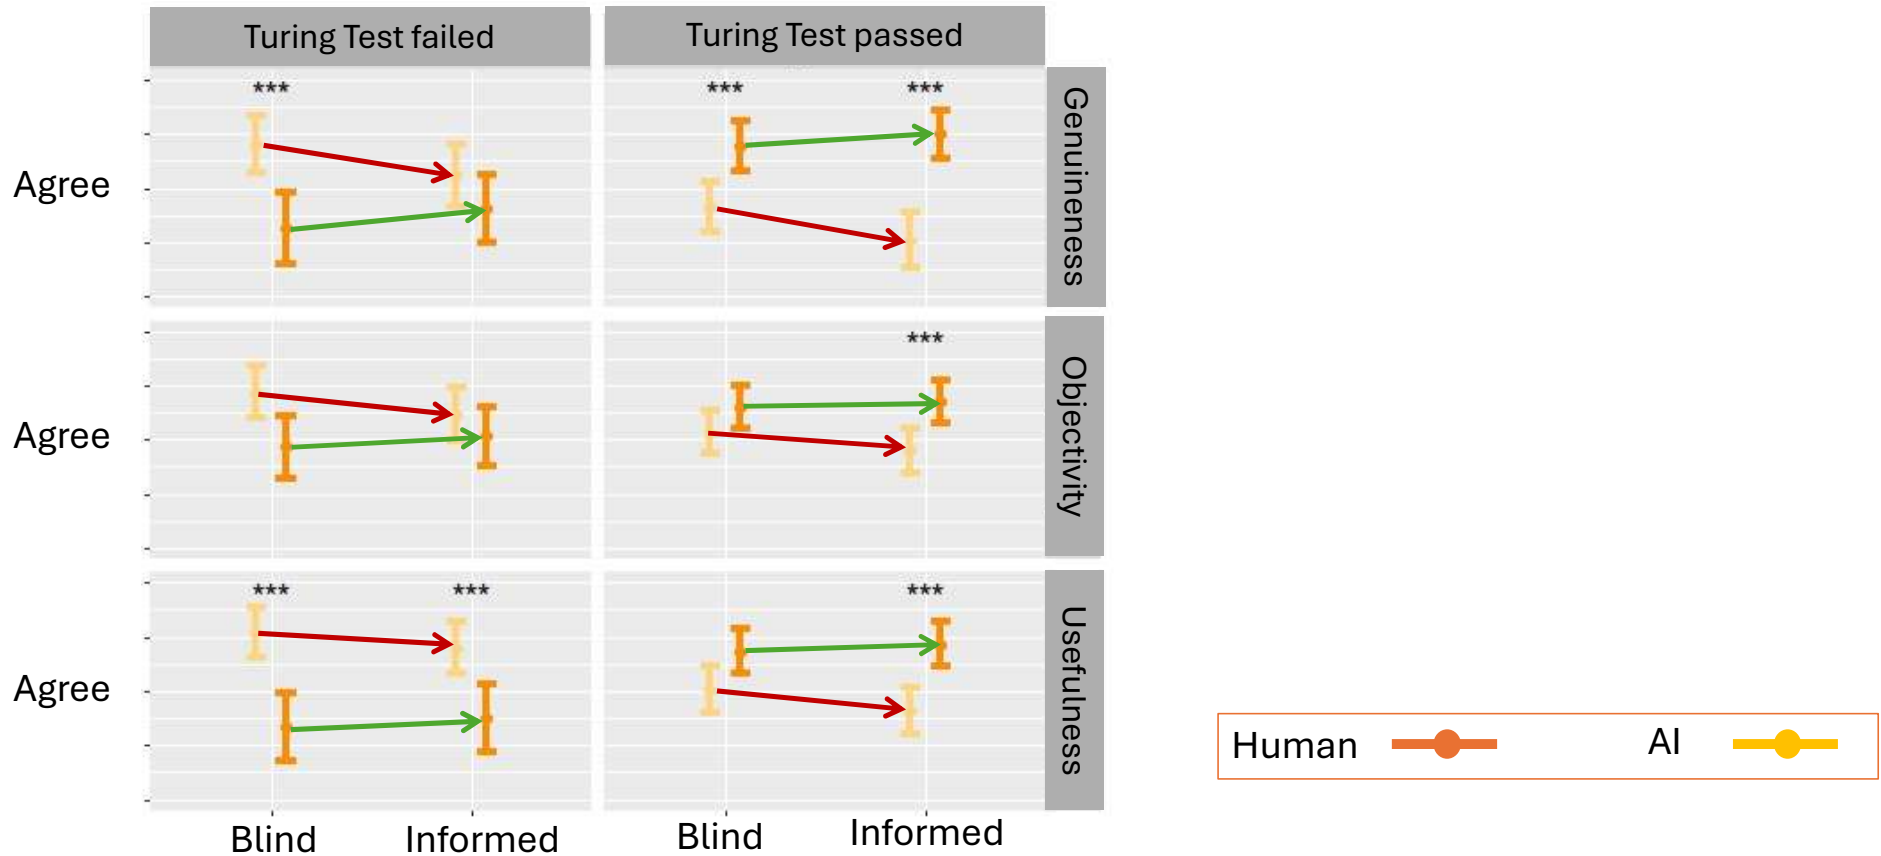 Turing Test failed
Turing Test passed
*** *** ***
Agree
Genuineness
***
Agree
Objectivity
*** *** ***
Agree
Usefulness
Human AI
Blind Informed Blind Informed